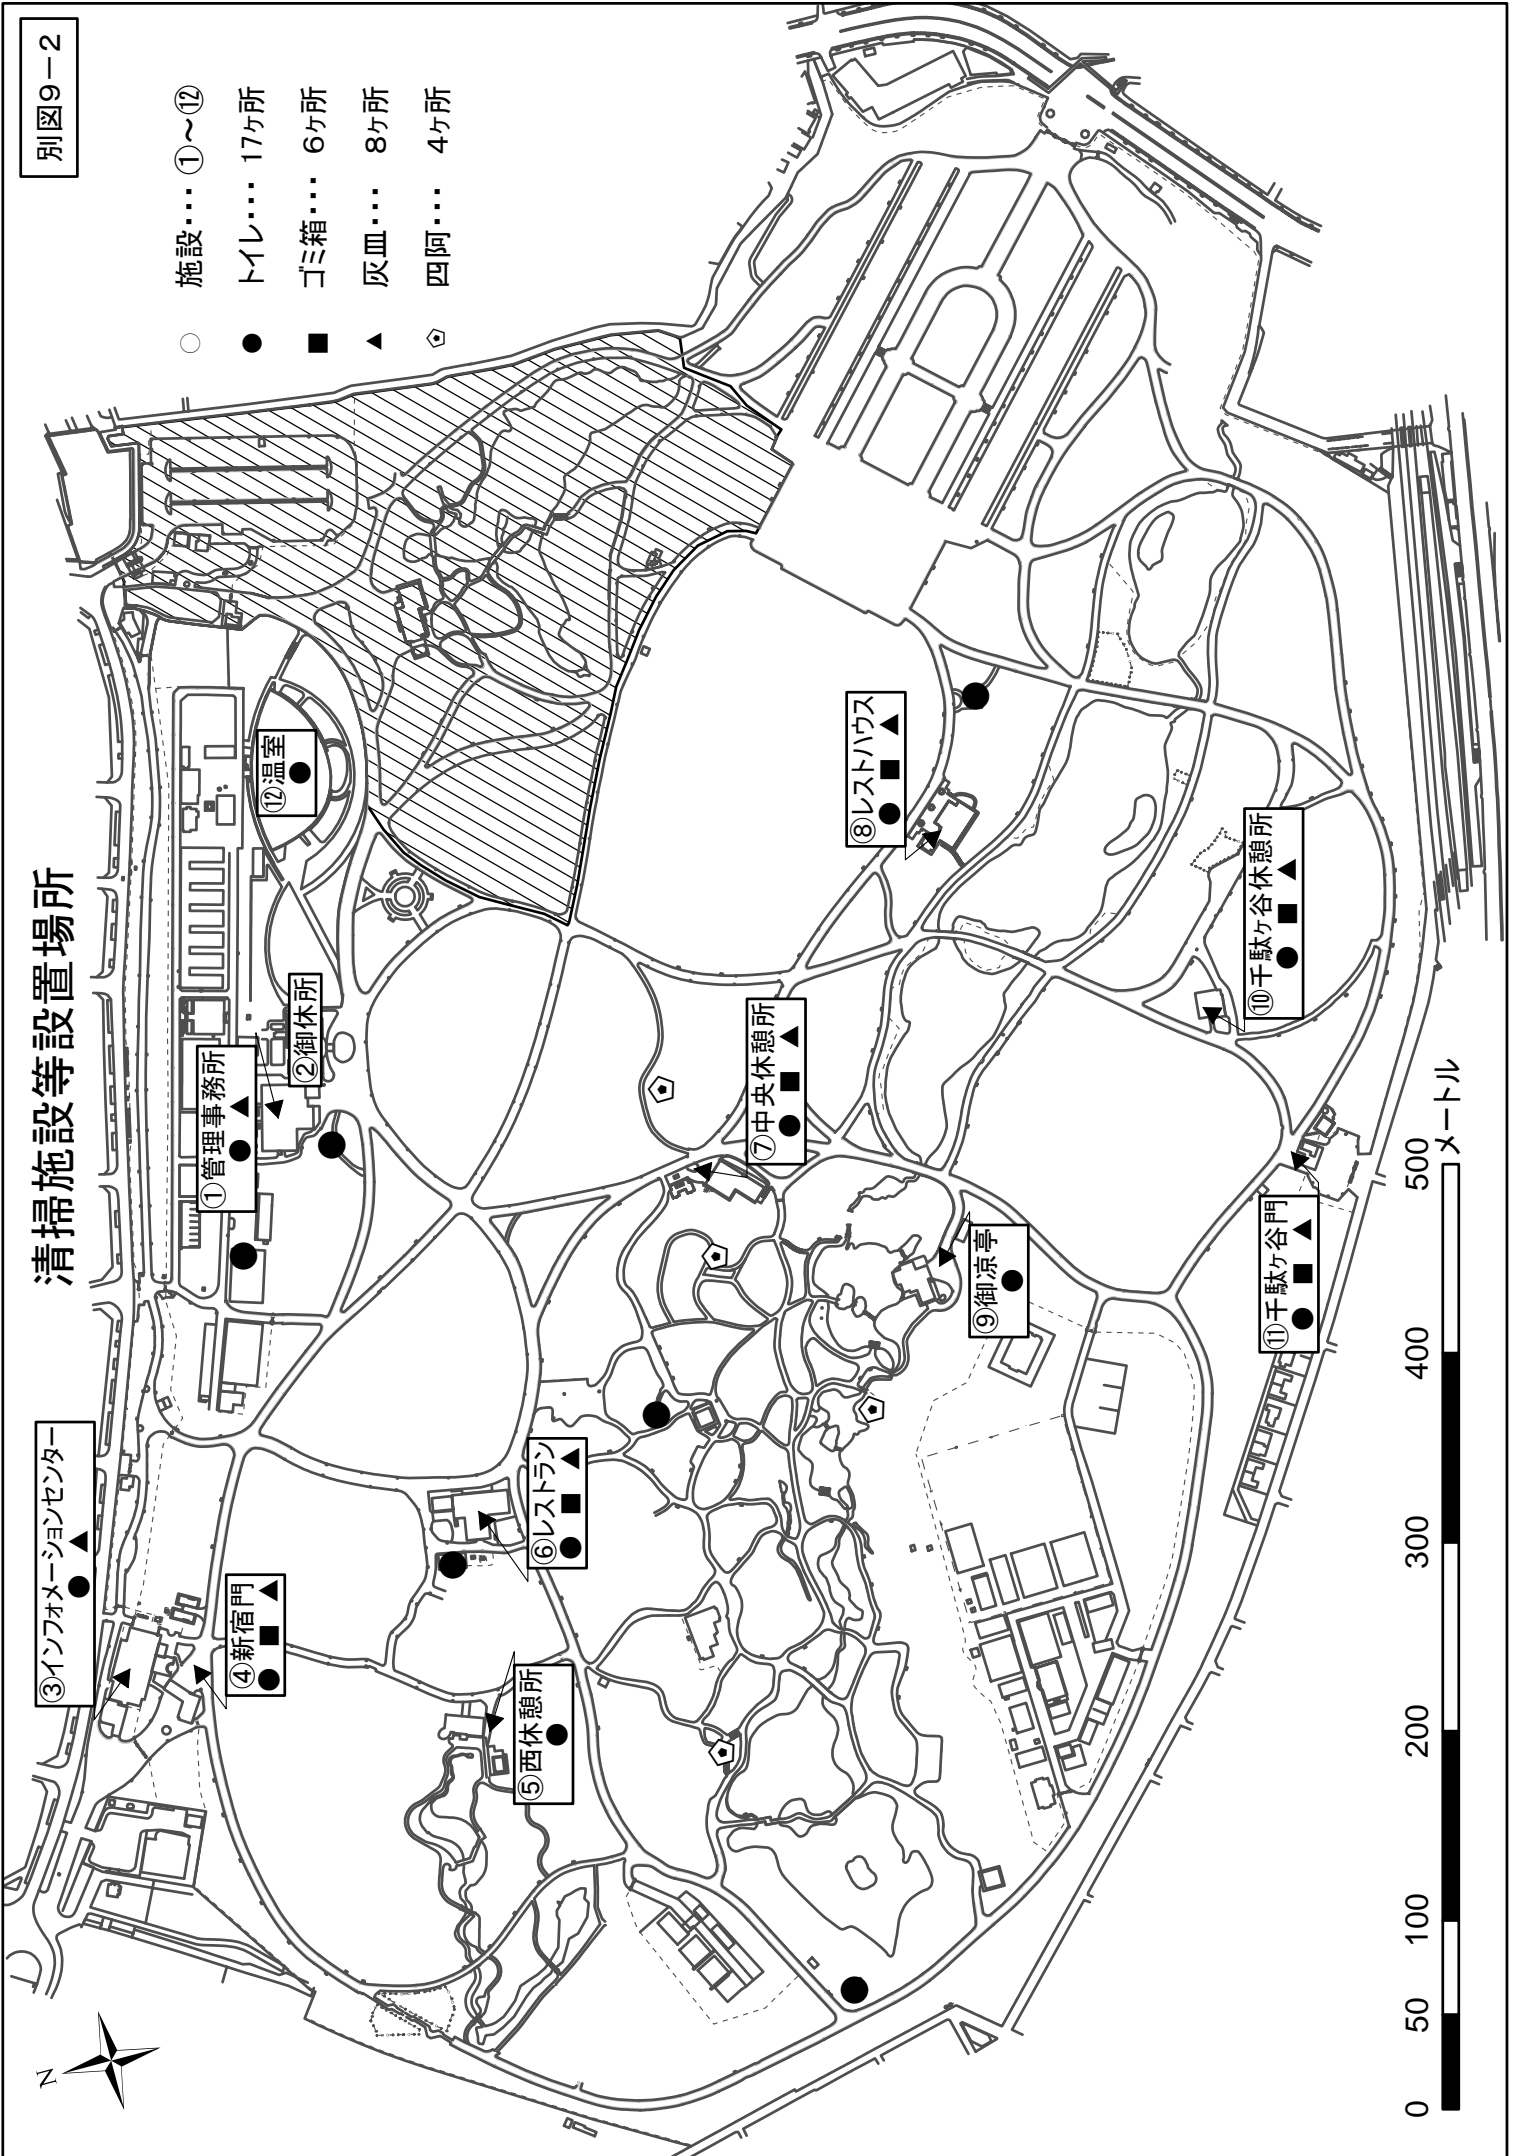 別図9－2
清掃施設等設置場所
○ 施設･･･①～⑫
● トイレ･･･17ヶ所
■ ゴミ箱･･･ 6ヶ所
▲ 灰皿･･･ 8ヶ所
四阿･･･ 4ヶ所
N
③インフォメーションセンター
● ▲
④新宿門
● ■ ▲
①管理事務所
● ▲
②御休所
⑫温室
●
⑤西休憩所
●
⑥レストラン
● ■ ▲
⑦中央休憩所
● ■ ▲
⑧レストハウス
● ■ ▲
⑨御凉亭
●
⑩千駄ヶ谷休憩所
● ■ ▲
⑪千駄ヶ谷門
● ■ ▲
0 50 100 200 300 400 500
メートル